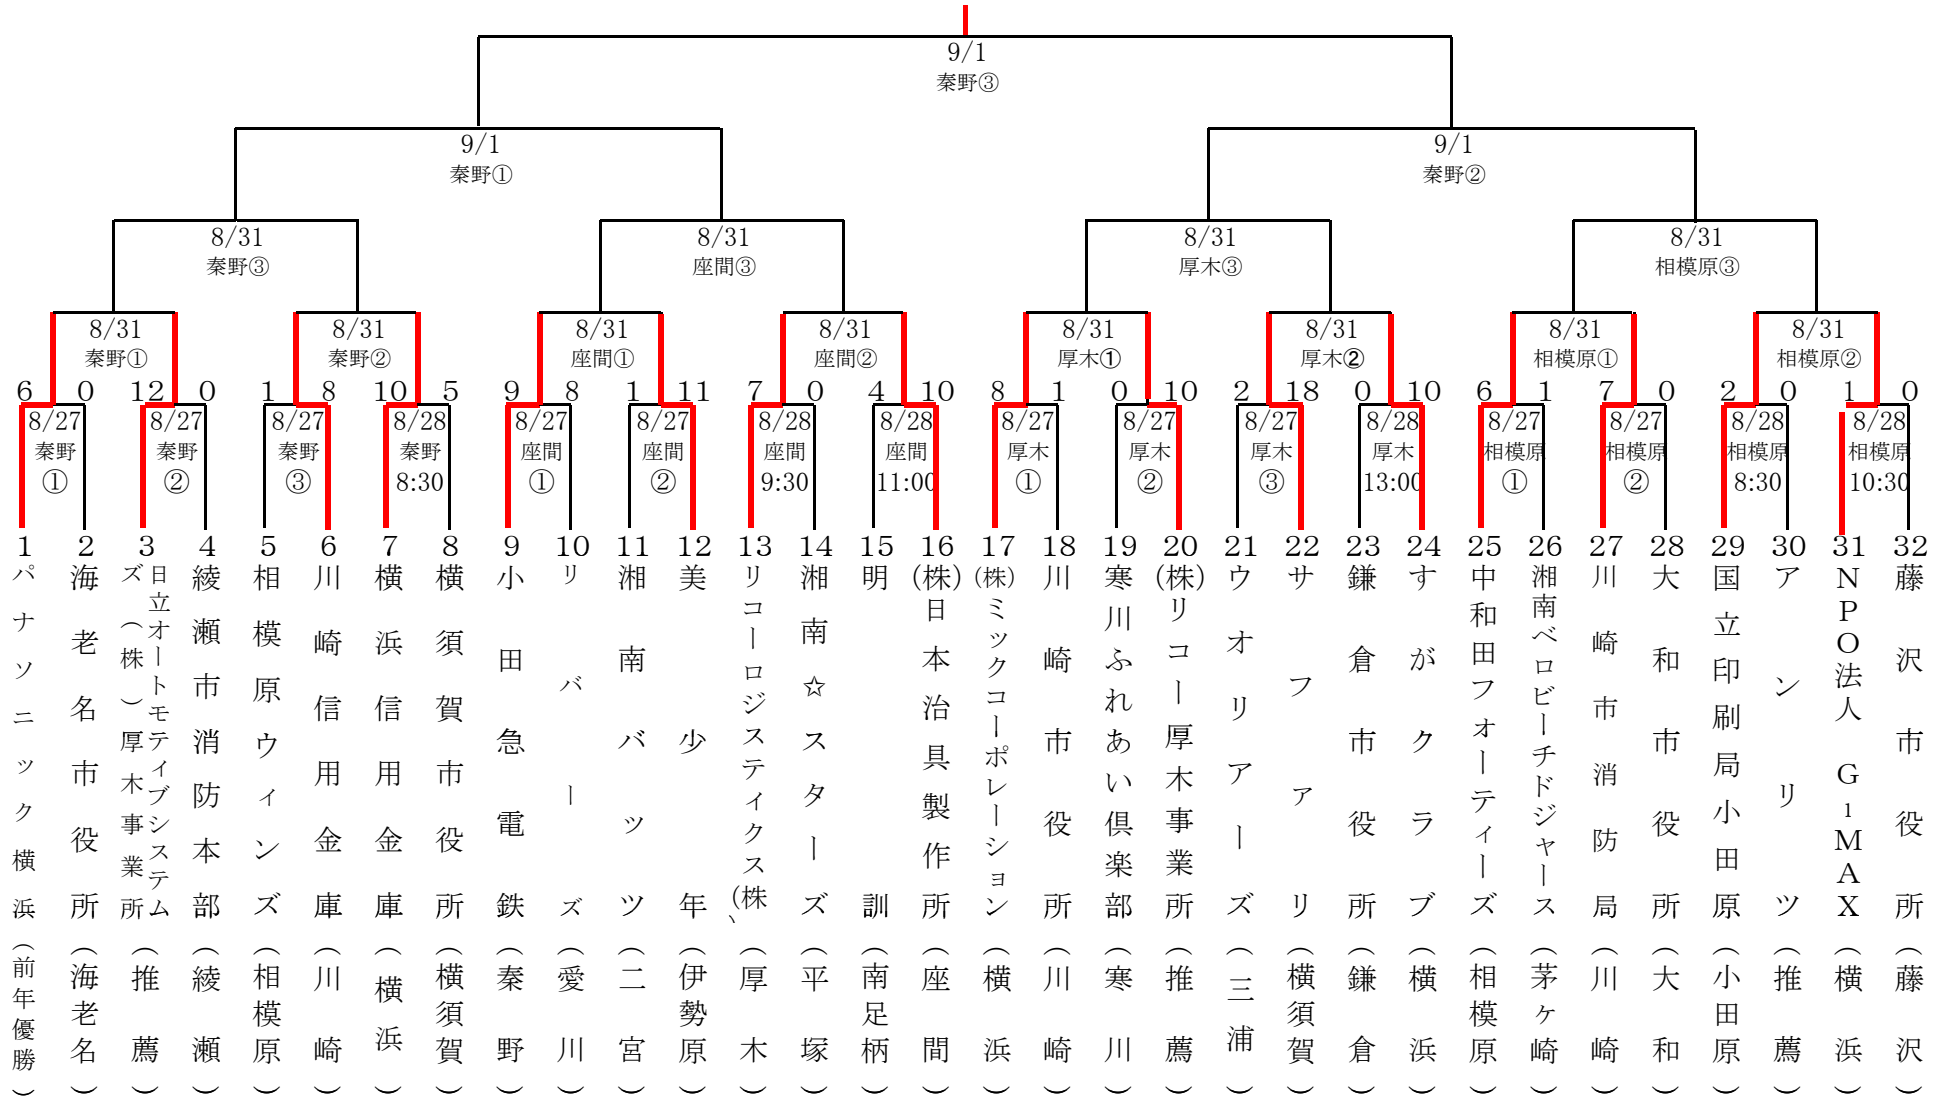 9/1
秦野③
9/1
秦野①
9/1
秦野②
8/31
秦野③
8/31
座間③
8/31
厚木③
8/31
相模原③
8/31
秦野①
8/31
秦野②
8/31
座間①
8/31
座間②
8/31
厚木①
8/31
厚木②
8/31
相模原①
8/31
相模原②
6 0 12 0 1 8 10 5 9 8 1 11 7 0 4 10 8 1 0 10 2 18 0 10 6 1 7 0 2 0 1 0
8/27 8/27 8/27 8/28 8/27 8/27 8/28 8/28 8/27 8/27 8/27 8/28 8/27 8/27 8/28 8/28
秦野 秦野 秦野 秦野 座間 座間 座間 座間 厚木 厚木 厚木 厚木 相模原 相模原 相模原 相模原
① ② ③ 8:30 ① ② 9:30 11:00 ① ② ③ 13:00 ① ② 8:30 10:30
1 2 3 4 5 6 7 8 9 10 11 12 13 14 15 16 17 18 19 20 21 22 23 24 25 26 27 28 29 30 31 32
パナソニック横浜(前年優勝)
海老名市役所(海老名)
日立オートモティブシステム
ズ(株)厚木事業所(推薦)
綾瀬市消防本部(綾瀬)
相模原ウィンズ(相模原)
川崎信用金庫(川崎)
横浜信用金庫(横浜)
横須賀市役所(横須賀)
小田急電鉄(秦野)
リバーズ(愛川)
湘南バッツ(二宮)
美少年(伊勢原)
リコーロジスティクス(株)(厚木)
湘南☆スターズ(平塚)
明訓(南足柄)
(株)日本治具製作所(座間)
(株)ミックコーポレーション(横浜)
川崎市役所(川崎)
寒川ふれあい倶楽部(寒川)
(株)リコー厚木事業所(推薦)
ウオリアーズ(三浦)
サファリ(横須賀)
鎌倉市役所(鎌倉)
すがクラブ(横浜)
中和田フォーティーズ(相模原)
湘南ベロビーチドジャース(茅ヶ崎)
川崎市消防局(川崎)
大和市役所(大和)
国立印刷局小田原(小田原)
アンリツ(推薦)
NPO法人 G1MAX(横浜)
藤沢市役所(藤沢)